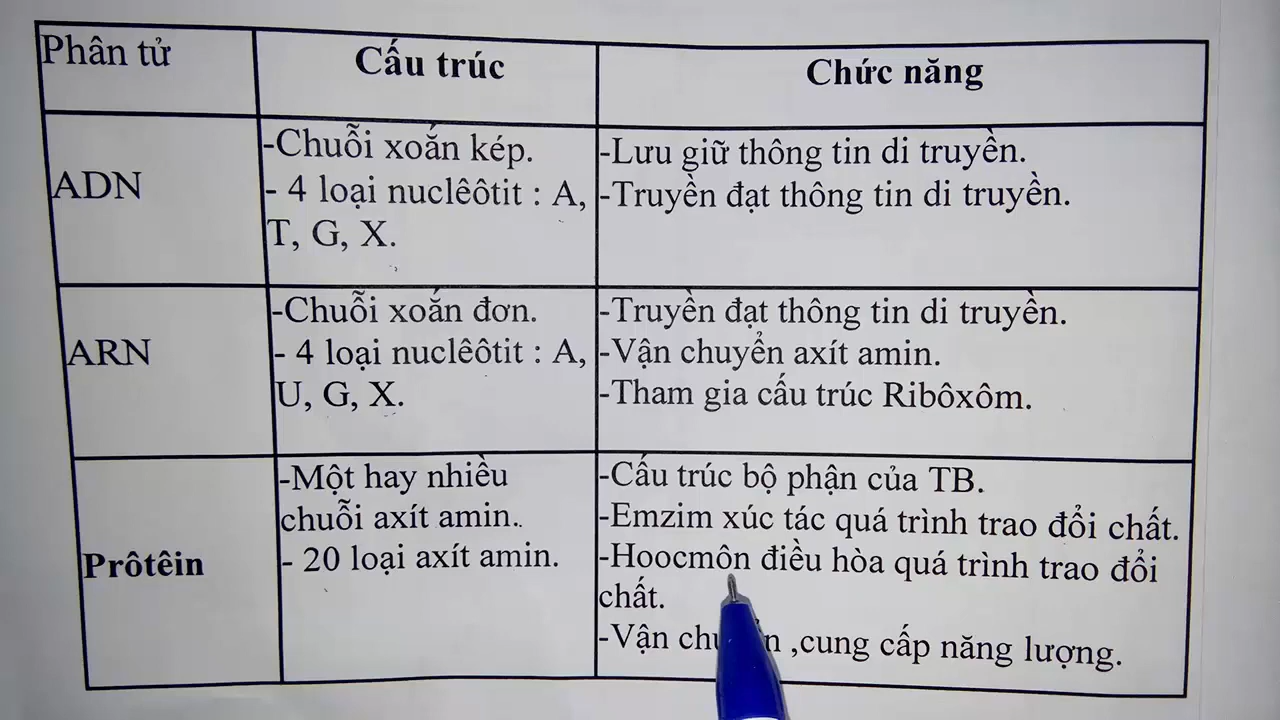 Phân tử
Cấu trúc
Chức năng
ADN
-Chuỗi xoắn kép.
- 4 loại nuclêôtit : A,
T, G, X.
-Lưu giữ thông tin di truyền.
-Truyền đạt thông tin di truyền.
ARN
-Chuỗi xoắn đơn.
- 4 loại nuclêôtit : A,
U, G, X.
-Truyền đạt thông tin di truyền.
-Vận chuyển axít amin.
-Tham gia cấu trúc Ribôxôm.
Prôtêin
-Một hay nhiều
chuỗi axít amin.
- 20 loại axít amin.
-Cấu trúc bộ phận của TB.
-Emzim xúc tác quá trình trao đổi chất.
-Hoocmôn điều hòa quá trình trao đổi
chất.
-Vận ,cung cấp năng lượng.